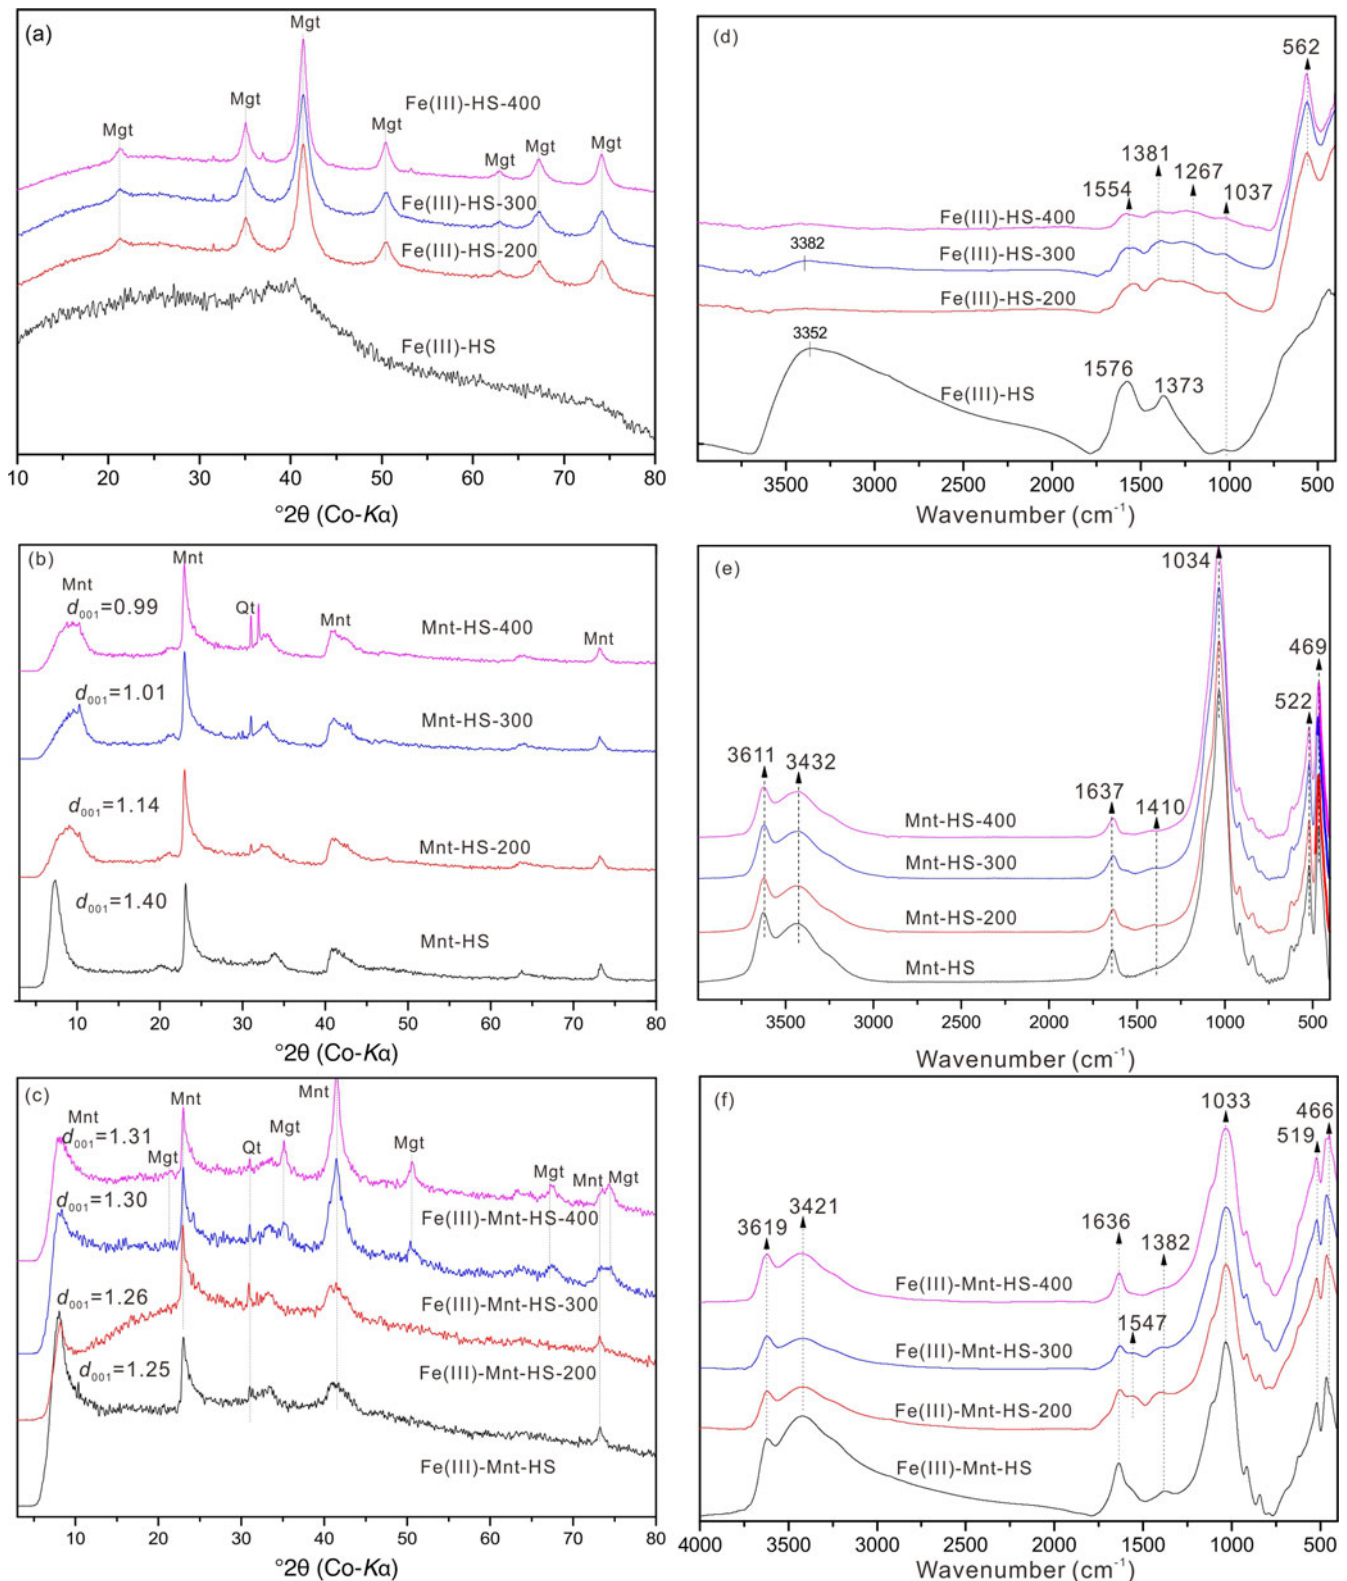 (a)
Mgt
Mgt
Mgt
Mgt
Mgt
Mgt
Mgt
Fe(III)-HS-400
Fe(III)-HS-300
Fe(III)-HS-200
Fe(III)-HS
10 20 30 40 50 60 70 80
°2θ (Co-Kα)
(d)
562
1554
1381
1267
1037
Fe(III)-HS-400
3382
Fe(III)-HS-300
Fe(III)-HS-200
3352
1576
1373
Fe(III)-HS
3500 3000 2500 2000 1500 1000 500
Wavenumber (cm-1)
(b)
Mnt
Mnt
d001=0.99
Qt
Mnt
Mnt
Mnt-HS-400
d001=1.01
Mnt-HS-300
d001=1.14
Mnt-HS-200
d001=1.40
Mnt-HS
10 20 30 40 50 60 70 80
°2θ (Co-Kα)
(e)
1034
469
522
3611
3432
1637
1410
Mnt-HS-400
Mnt-HS-300
Mnt-HS-200
Mnt-HS
3500 3000 2500 2000 1500 1000 500
Wavenumber (cm-1)
(c)
Mnt
Mnt
Mnt
d001=1.31
Mgt
Qt
Mgt
Mgt
Mgt
Mnt
Mgt
Fe(III)-Mnt-HS-400
d001=1.30
Fe(III)-Mnt-HS-300
d001=1.26
Fe(III)-Mnt-HS-200
d001=1.25
Fe(III)-Mnt-HS
10 20 30 40 50 60 70 80
°2θ (Co-Kα)
(f)
1033
466
519
3619
3421
1636
1382
1547
Fe(III)-Mnt-HS-400
Fe(III)-Mnt-HS-300
Fe(III)-Mnt-HS-200
Fe(III)-Mnt-HS
4000 3500 3000 2500 2000 1500 1000 500
Wavenumber (cm-1)